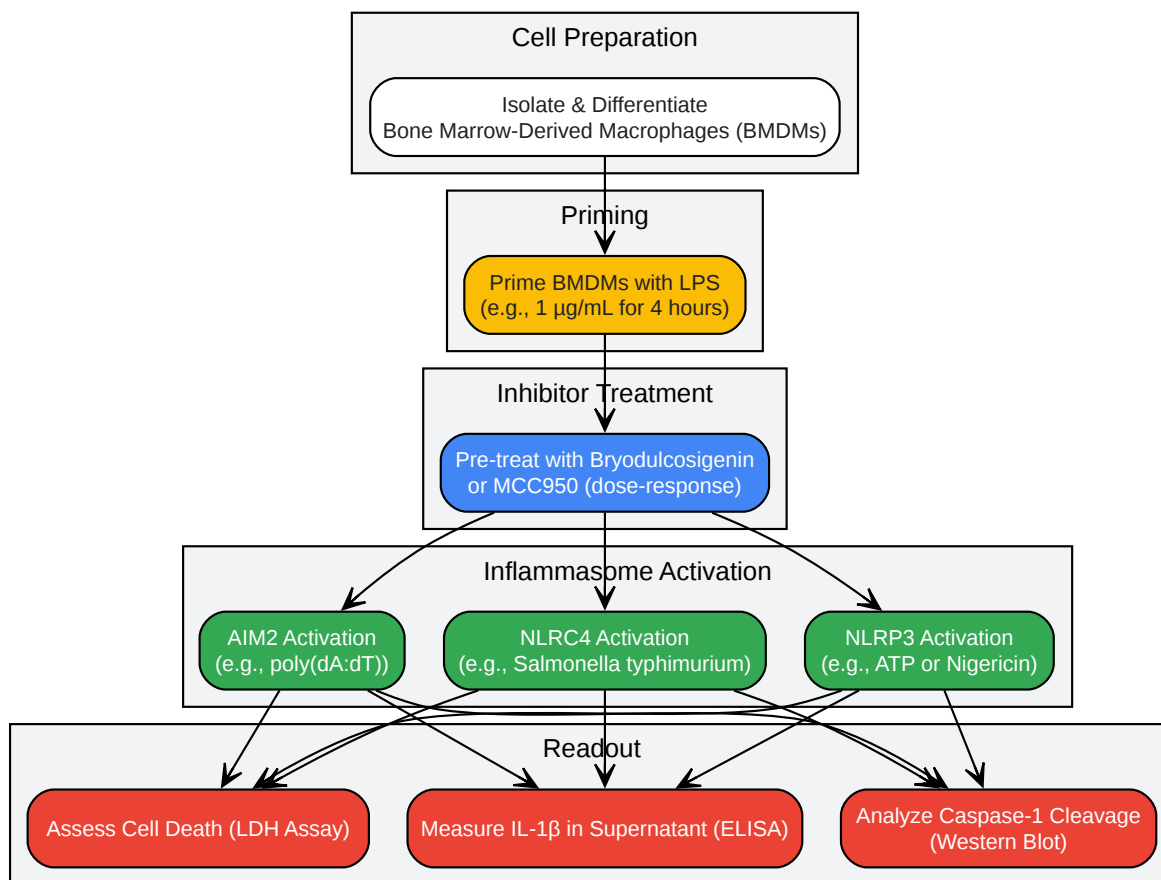 Cell Preparation
Isolate & Differentiate
Bone Marrow-Derived Macrophages (BMDMs)
Priming
Prime BMDMs with LPS
(e.g., 1 µg/mL for 4 hours)
Inhibitor Treatment
Pre-treat with Bryodulcosigenin
or MCC950 (dose-response)
Inflammasome Activation
AIM2 Activation
(e.g., poly(dA:dT))
NLRC4 Activation
(e.g., Salmonella typhimurium)
NLRP3 Activation
(e.g., ATP or Nigericin)
Readout
Assess Cell Death (LDH Assay)
Measure IL-1β in Supernatant (ELISA)
Analyze Caspase-1 Cleavage
(Western Blot)